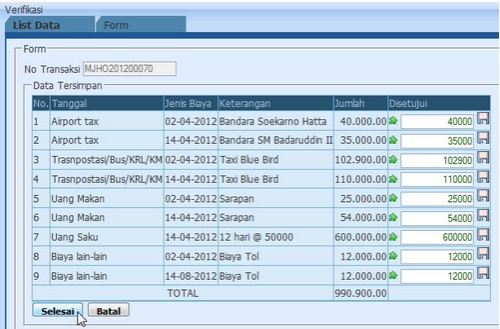 Verifikasi
List Data Form
Form
No Transaksi MJHO201200070
Data Tersimpan
No. Tanggal Jenis Biaya Keterangan Jumlah Disetujui
1 Airport tax 02-04-2012 Bandara Soekarno Hatta 40.000.00 40000
2 Airport tax 14-04-2012 Bandara SM Badaruddin II 35.000.00 35000
3 Trasnpostasi/Bus/KRL/KM 02-04-2012 Taxi Blue Bird 102.900.00 102900
4 Trasnpostasi/Bus/KRL/KM 14-04-2012 Taxi Blue Bird 110.000.00 110000
5 Uang Makan 02-04-2012 Sarapan 25.000.00 25000
6 Uang Makan 14-04-2012 Sarapan 54.000.00 54000
7 Uang Saku 14-04-2012 12 hari @ 50000 600.000.00 600000
8 Biaya lain-lain 02-04-2012 Biaya Tol 12.000.00 12000
9 Biaya lain-lain 14-08-2012 Biaya Tol 12.000.00 12000
TOTAL 990.900.00
Selesai Batal